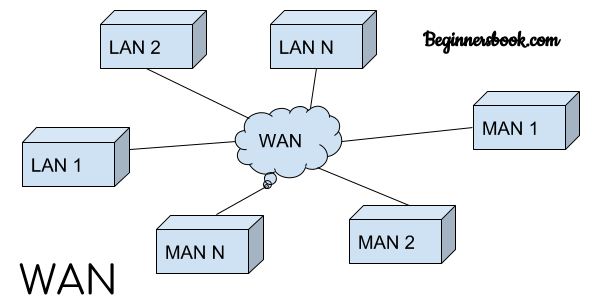 LAN 2
LAN N
Beginnersbook.com
MAN 1
WAN
LAN 1
MAN N
MAN 2
WAN